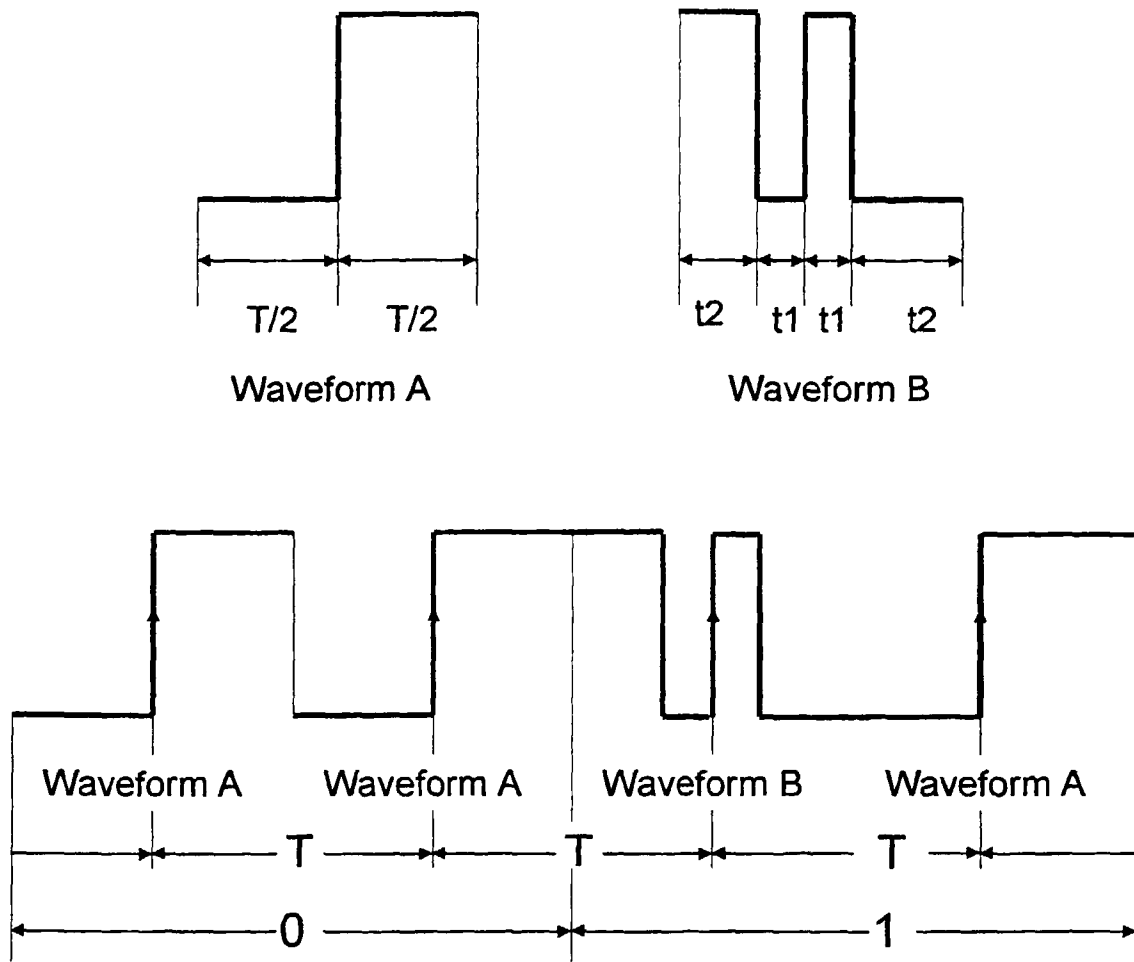 T/2 T/2 t2 t1 t1 t2
Waveform A Waveform B
Waveform A Waveform A Waveform B Waveform A
T T T
0 1